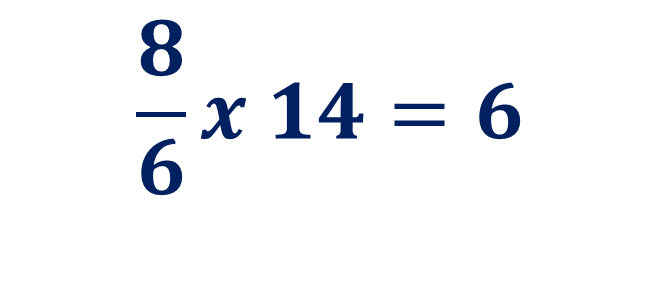 8/6 x 14 = 6